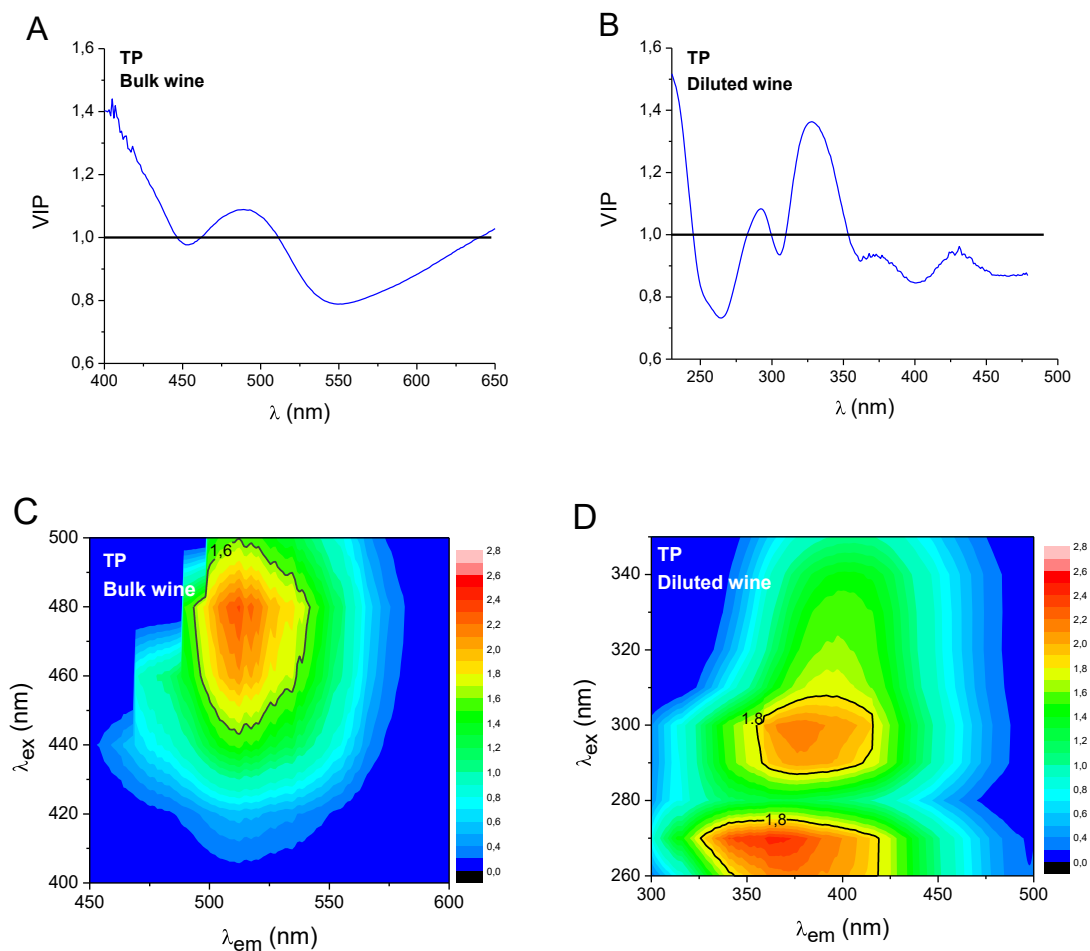 A
TP
Bulk wine
1,6
1,4
1,2
1,0
0,8
0,6
VIP
400 450 500 550 600 650
λ (nm)
B
TP
Diluted wine
1,6
1,4
1,2
1,0
0,8
0,6
VIP
250 300 350 400 450 500
λ (nm)
C
TP
Bulk wine
1,6
500
480
460
440
420
400
λex (nm)
450 500 550 600
λem (nm)
2,8
2,6
2,4
2,2
2,0
1,8
1,6
1,4
1,2
1,0
0,8
0,6
0,4
0,2
0,0
D
TP
Diluted wine
1.8
1,8
340
320
300
280
260
λex (nm)
300 350 400 450 500
λem (nm)
2,8
2,6
2,4
2,2
2,0
1,8
1,6
1,4
1,2
1,0
0,8
0,6
0,4
0,2
0,0